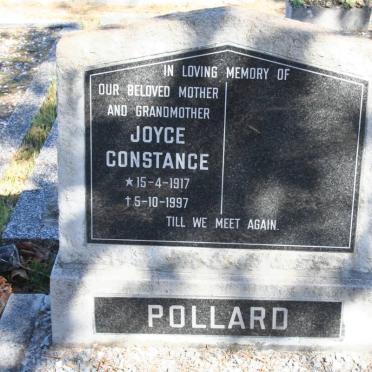 IN LOVING MEMORY OF
OUR BELOVED MOTHER
AND GRANDMOTHER
JOYCE
CONSTANCE
★ 15-4-1917
† 5-10-1997
TILL WE MEET AGAIN.
POLLARD